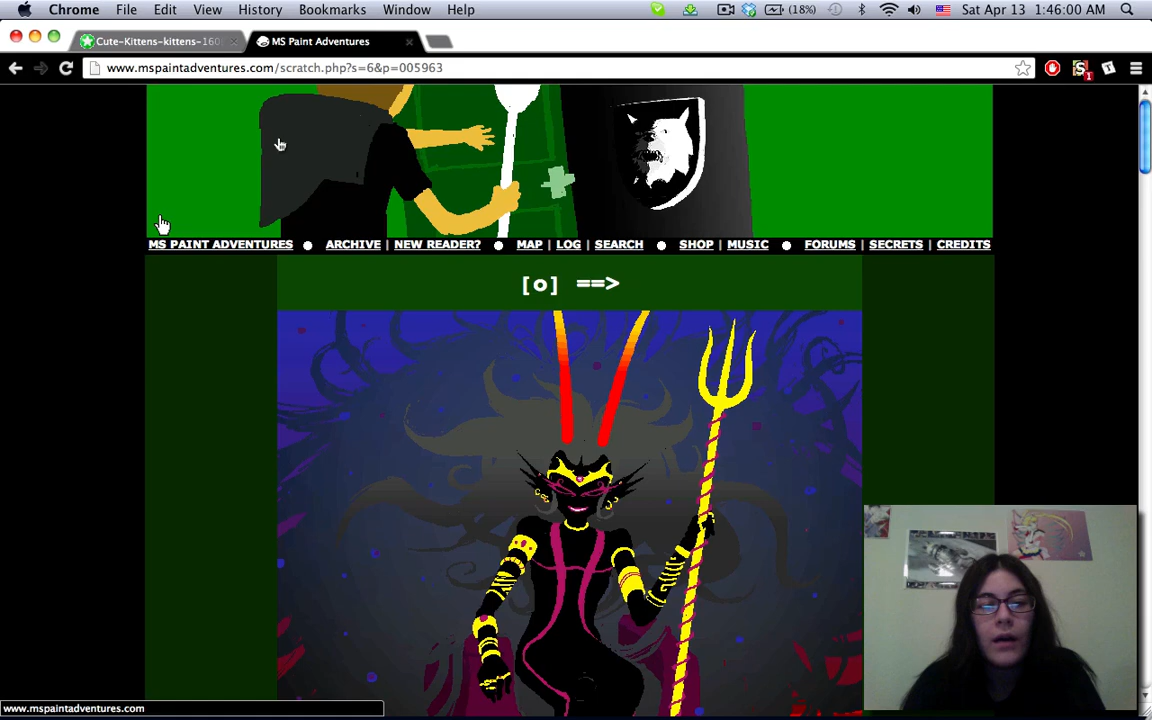 Chrome File Edit View History Bookmarks Window Help (18%) Sat Apr 13 1:46:00 AM
Cute-Kittens-kittens-160 MS Paint Adventures
www.mspaintadventures.com/scratch.php?s=6&p=005963
MS PAINT ADVENTURES ARCHIVE | NEW READER? MAP | LOG | SEARCH SHOP | MUSIC FORUMS | SECRETS | CREDITS
[o] ==>
www.mspaintadventures.com